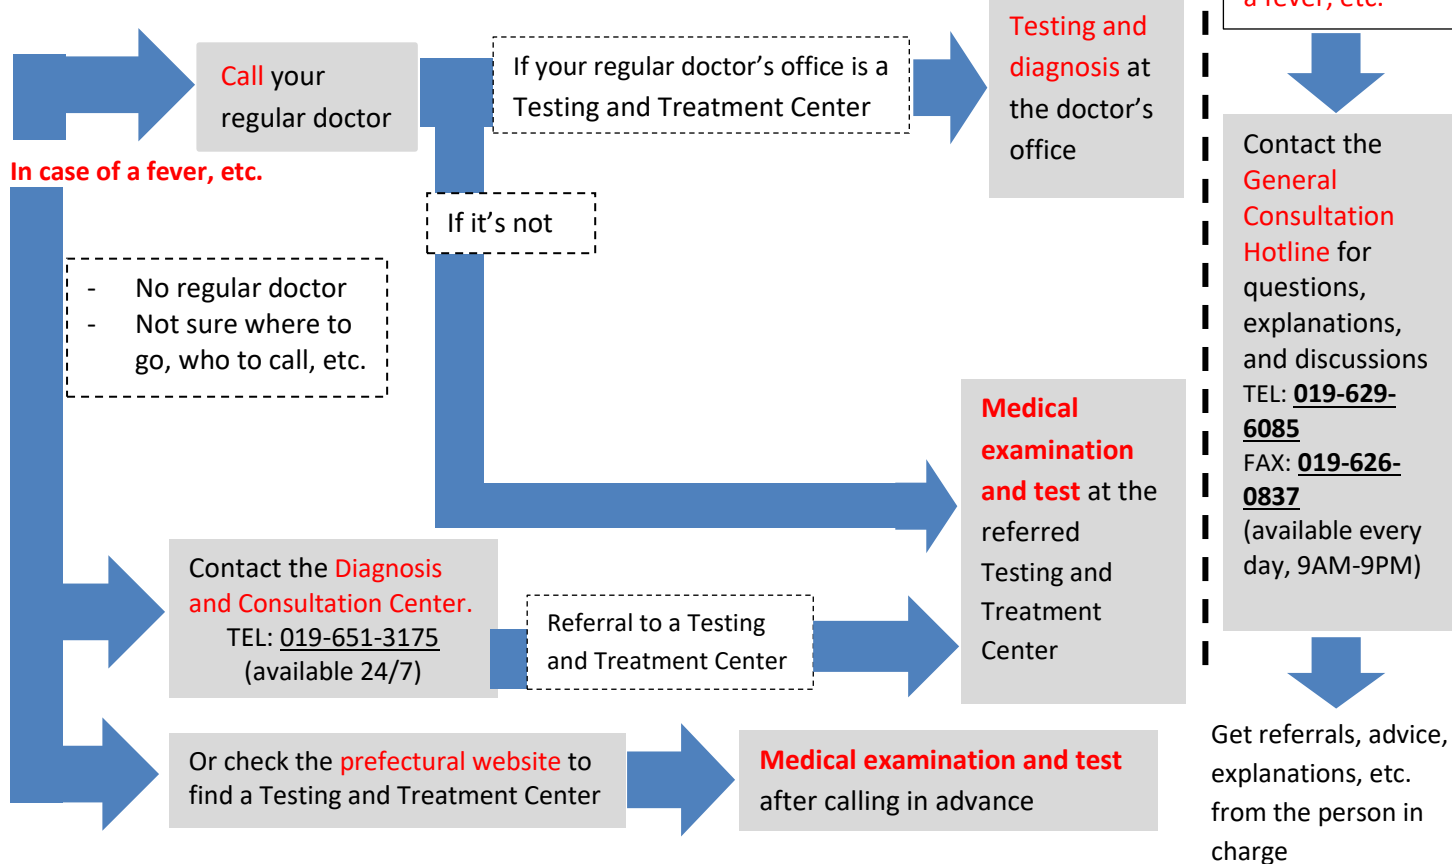 Call your
regular doctor
If your regular doctor’s office is a
Testing and Treatment Center
Testing and
diagnosis at
the doctor’s
office
In case of a fever, etc.
If it’s not
- No regular doctor
- Not sure where to
go, who to call, etc.
Medical
examination
and test at the
referred
Testing and
Treatment
Center
Contact the Diagnosis
and Consultation Center.
TEL: 019-651-3175
(available 24/7)
Referral to a Testing
and Treatment Center
Or check the prefectural website to
find a Testing and Treatment Center
Medical examination and test
after calling in advance
a fever, etc.
Contact the
General
Consultation
Hotline for
questions,
explanations,
and discussions
TEL: 019-629-
6085
FAX: 019-626-
0837
(available every
day, 9AM-9PM)
Get referrals, advice,
explanations, etc.
from the person in
charge